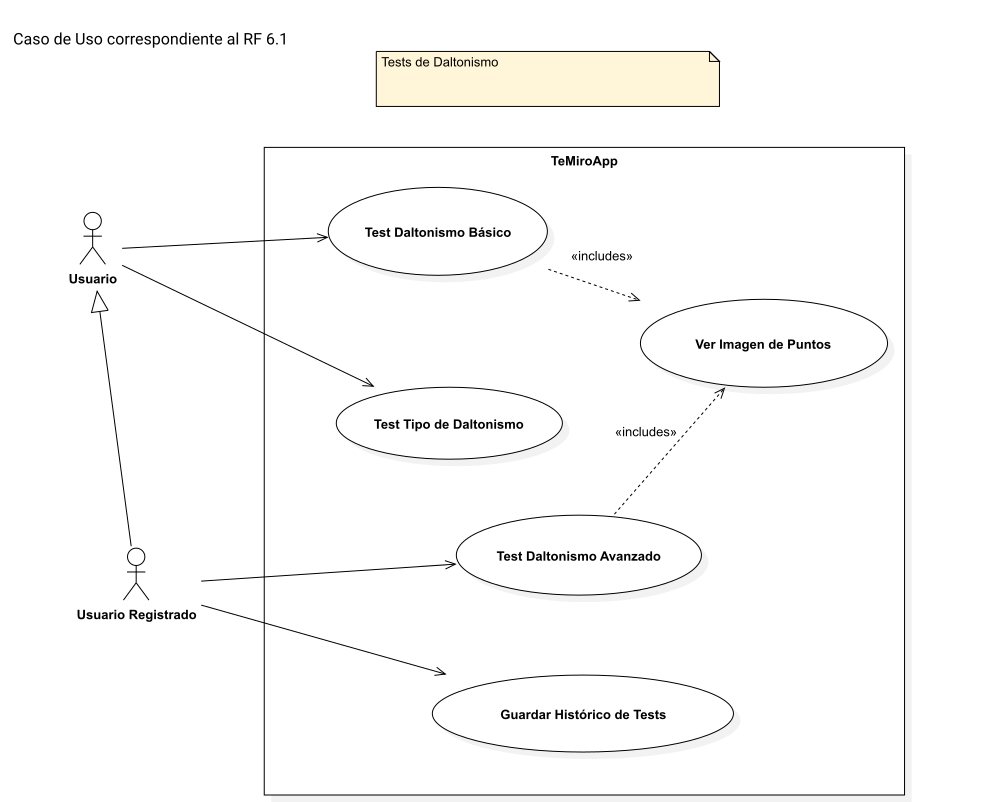 Caso de Uso correspondiente al RF 6.1
Tests de Daltonismo
TeMiroApp
Test Daltonismo Básico
«includes»
Usuario
Ver Imagen de Puntos
Test Tipo de Daltonismo
«includes»
Test Daltonismo Avanzado
Usuario Registrado
Guardar Histórico de Tests